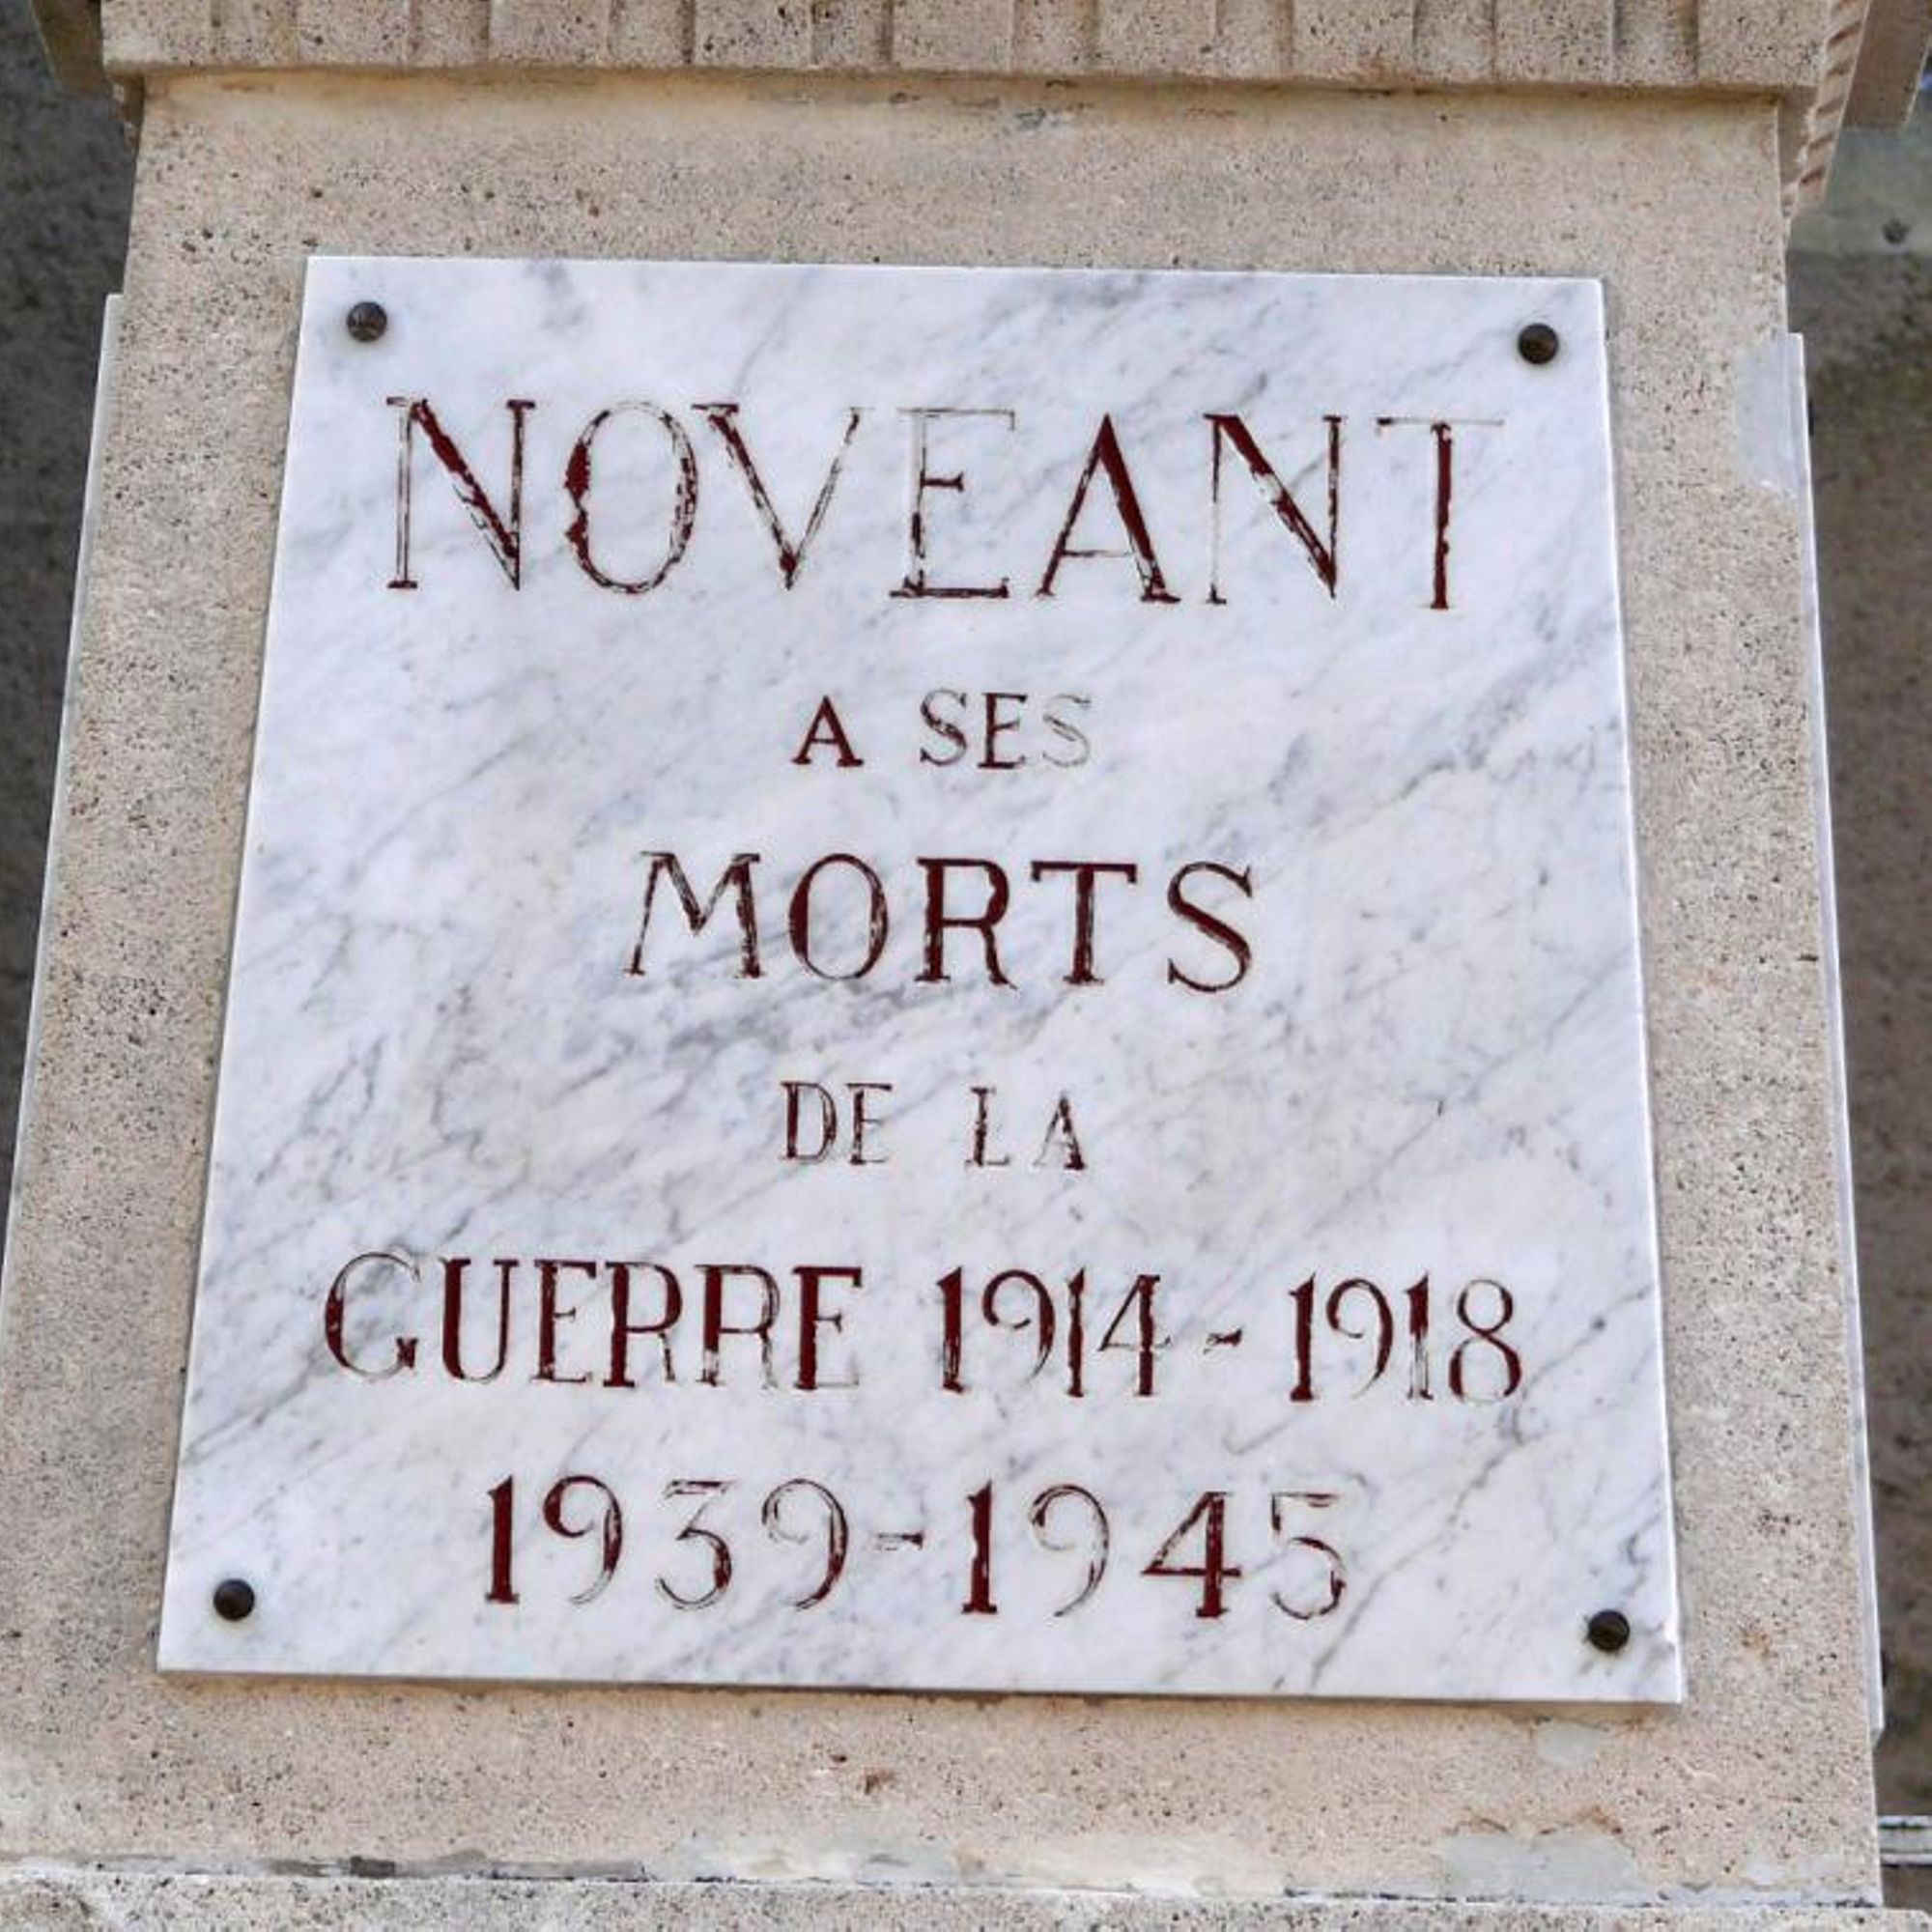 NOVEANT
A SES
MORTS
DE LA
GUERRE 1914-1918
1939-1945